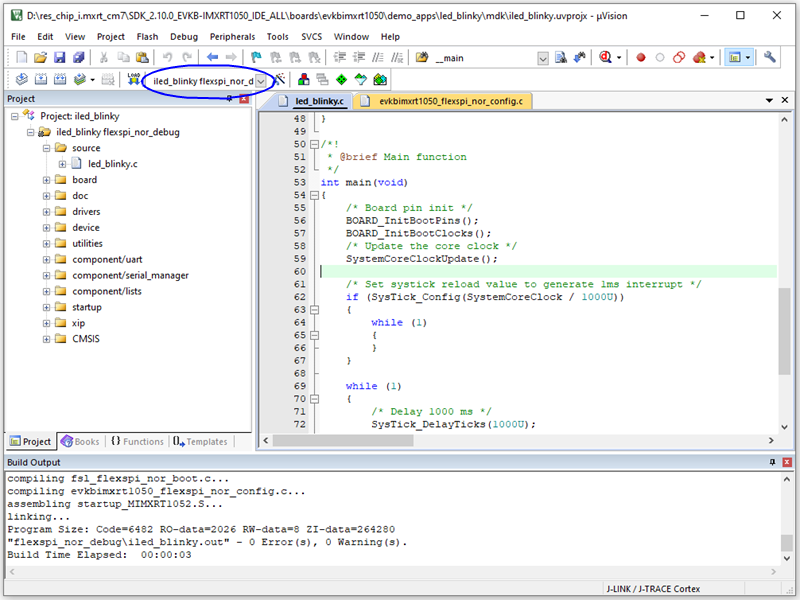 D:\res_chip_i.mxrt_cm7\SDK_2.10.0_EVKB-IMXRT1050_IDE_ALL\boards\evkbimxrt1050\demo_apps\led_blinky\mdk\iled_blinky.uvprojx - µVision
File Edit View Project Flash Debug Peripherals Tools SVCS Window Help
__main
LOAD iled_blinky flexspi_nor_d
Project
Project: iled_blinky
iled_blinky flexspi_nor_debug
source
led_blinky.c
board
doc
drivers
device
utilities
component/uart
component/serial_manager
component/lists
startup
xip
CMSIS
Project Books {} Functions Templates
led_blinky.c evkbimxrt1050_flexspi_nor_config.c
48 }
49
50 /*!
51 * @brief Main function
52 */
53 int main(void)
54 {
55 /* Board pin init */
56 BOARD_InitBootPins();
57 BOARD_InitBootClocks();
58 /* Update the core clock */
59 SystemCoreClockUpdate();
60
61 /* Set systick reload value to generate 1ms interrupt */
62 if (SysTick_Config(SystemCoreClock / 1000U))
63 {
64 while (1)
65 {
66 }
67 }
68
69 while (1)
70 {
71 /* Delay 1000 ms */
72 SysTick_DelayTicks(1000U);
Build Output
compiling fsl_flexspi_nor_boot.c...
compiling evkbimxrt1050_flexspi_nor_config.c...
assembling startup_MIMXRT1052.S...
linking...
Program Size: Code=6482 RO-data=2026 RW-data=8 ZI-data=264280
"flexspi_nor_debug\iled_blinky.out" - 0 Error(s), 0 Warning(s).
Build Time Elapsed: 00:00:03
J-LINK / J-TRACE Cortex